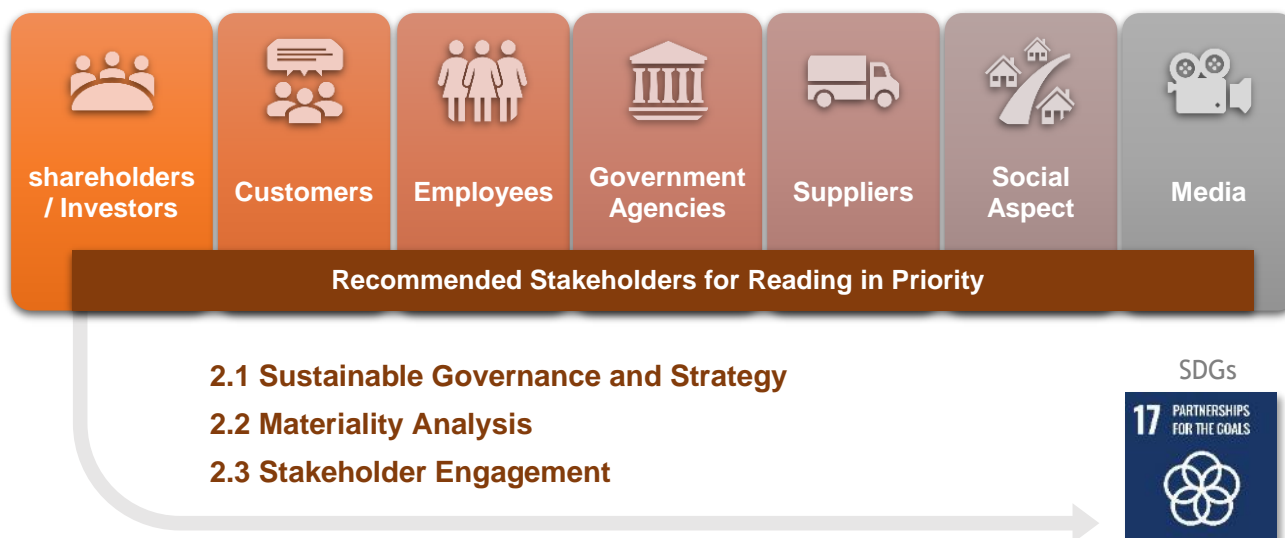 shareholders
/ Investors
Customers
Employees
Government
Agencies
Suppliers
Social
Aspect
Media
Recommended Stakeholders for Reading in Priority
2.1 Sustainable Governance and Strategy
2.2 Materiality Analysis
2.3 Stakeholder Engagement
SDGs
17 PARTNERSHIPS
FOR THE GOALS